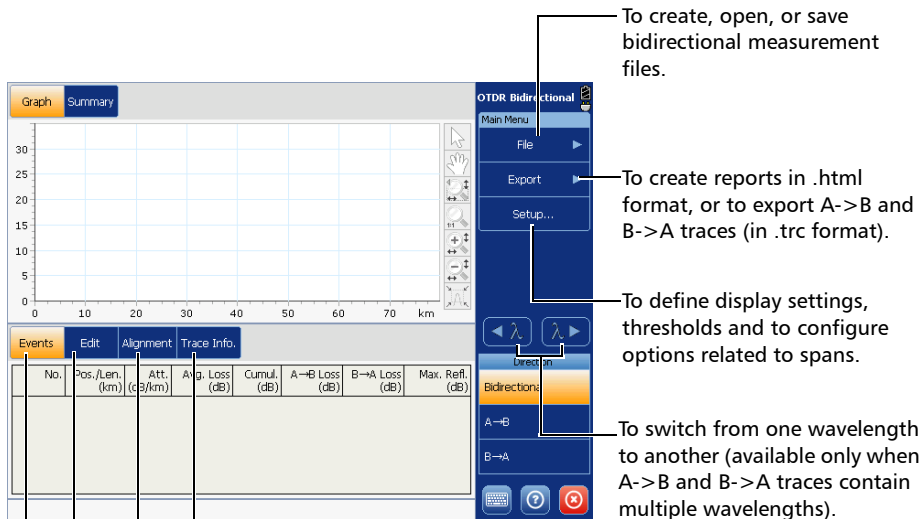 To create, open, or save
bidirectional measurement
files.
Graph
Summary
OTDR Bidirectional
Main Menu
File
Export
Setup...
To create reports in .html
format, or to export A->B and
B->A traces (in .trc format).
30
25
20
15
10
5
0
0 10 20 30 40 50 60 70 km
1:1
To define display settings,
thresholds and to configure
options related to spans.
λ λ
Events
Edit
Alignment
Trace Info.
No.
Pos./Len.
(km)
Att.
(dB/km)
Avg. Loss
(dB)
Cumul.
(dB)
A→B Loss
(dB)
B→A Loss
(dB)
Max. Refl.
(dB)
Direction
Bidirectional
A→B
B→A
To switch from one wavelength
to another (available only when
A->B and B->A traces contain
multiple wavelengths).